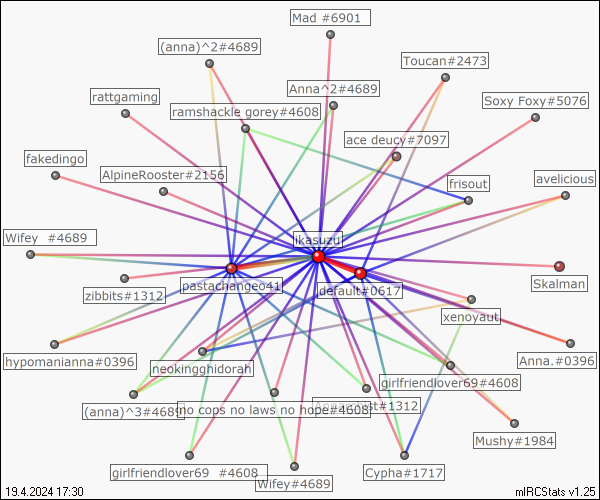 Mad #6901
(anna)^2#4689
Toucan#2473
Anna^2#4689
rattgaming
Soxy Foxy#5076
ramshackle gorey#4608
ace deucy#7097
fakedingo
AlpineRooster#2156
frisout
avelicious
Wifey #4689
jikasuzu
Skalman
pastachangeo41
default#0617
zibbits#1312
xenoyaut
hypomanianna#0396
neokingghidorah
Anna.#0396
girlfriendlover69#4608
(anna)^3#4689
no cops no laws no hope#4608
#1312
Mushy#1984
girlfriendlover69 #4608
Wifey#4689
Cypha#1717
19.4.2024 17:30
mIRCStats v1.25